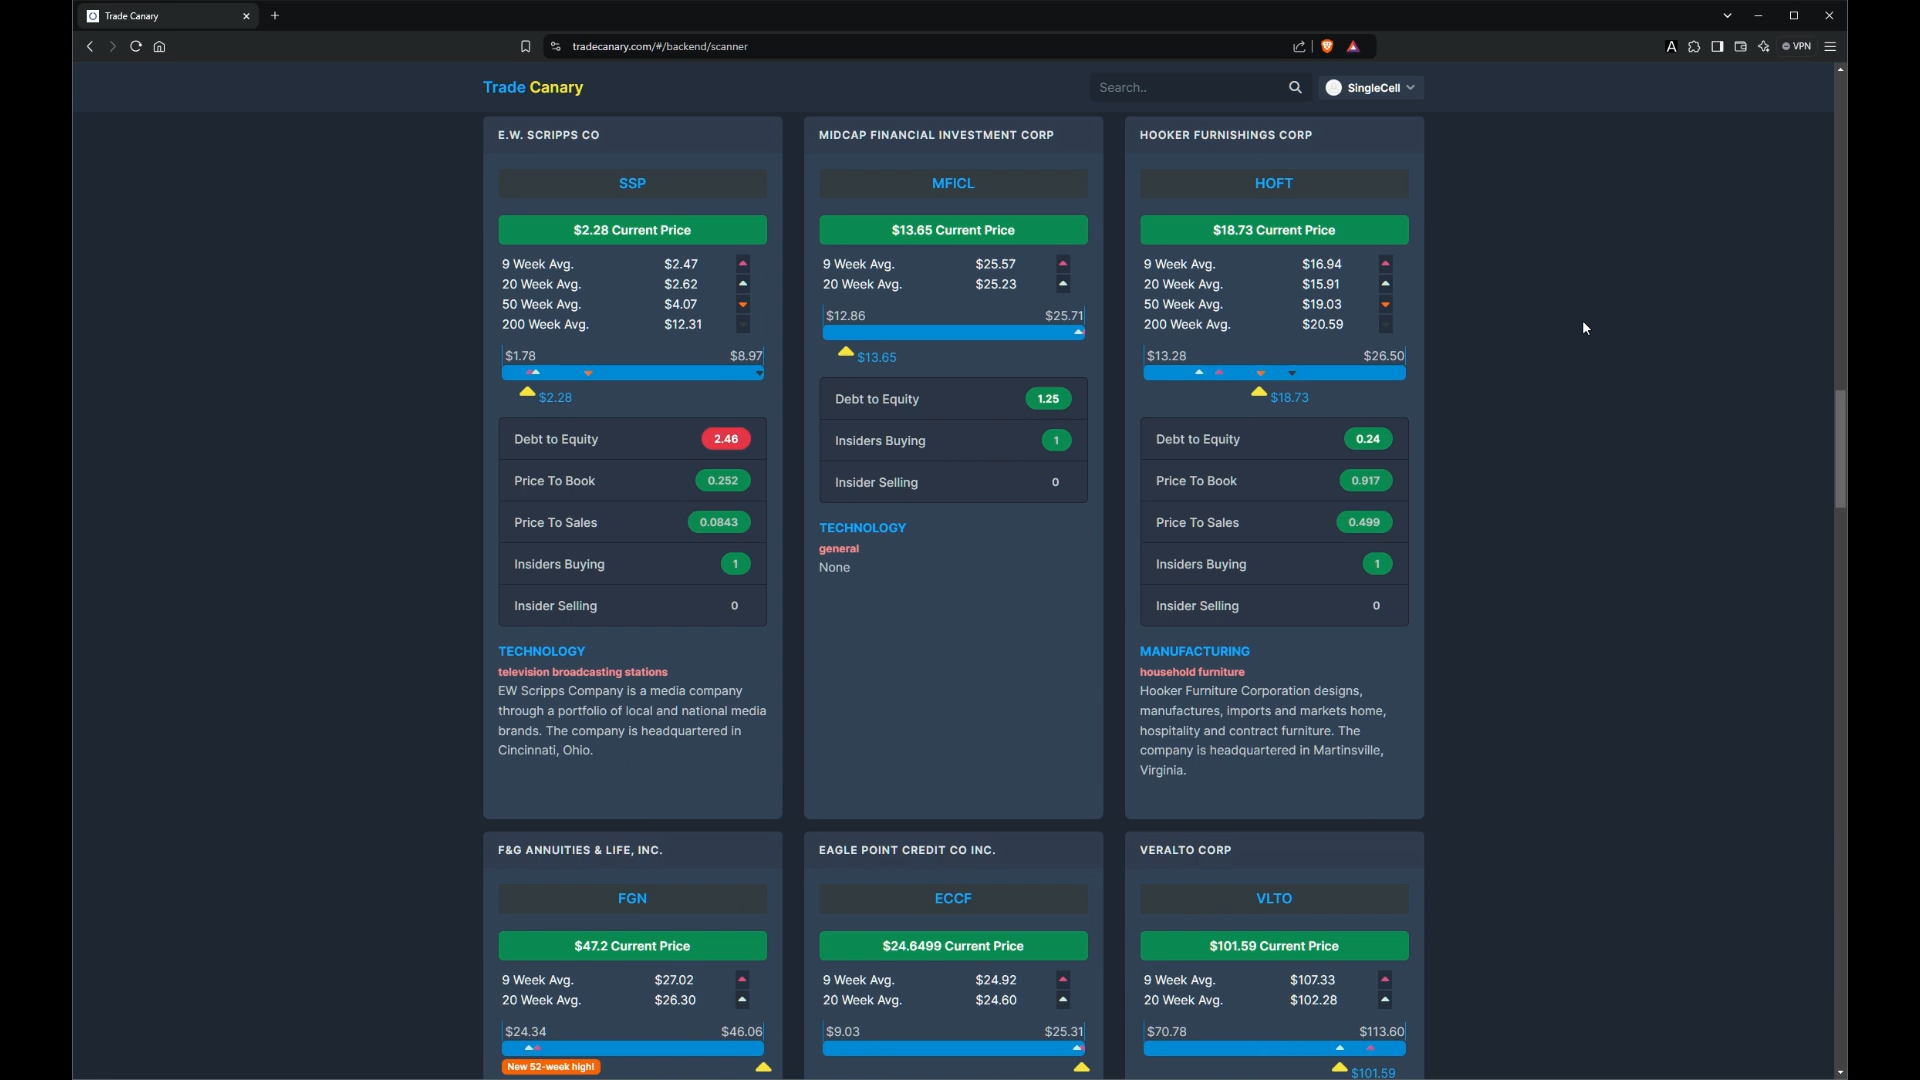 Trade Canary
tradecanary.com/#/backend/scanner
A
VPN
Trade Canary
Search..
SingleCell
E.W. SCRIPPS CO
SSP
$2.28 Current Price
9 Week Avg. $2.47
20 Week Avg. $2.62
50 Week Avg. $4.07
200 Week Avg. $12.31
$1.78 $8.97
$2.28
Debt to Equity 2.46
Price To Book 0.252
Price To Sales 0.0843
Insiders Buying 1
Insider Selling 0
TECHNOLOGY
television broadcasting stations
EW Scripps Company is a media company
through a portfolio of local and national media
brands. The company is headquartered in
Cincinnati, Ohio.
MIDCAP FINANCIAL INVESTMENT CORP
MFICL
$13.65 Current Price
9 Week Avg. $25.57
20 Week Avg. $25.23
$12.86 $25.71
$13.65
Debt to Equity 1.25
Insiders Buying 1
Insider Selling 0
TECHNOLOGY
general
None
HOOKER FURNISHINGS CORP
HOFT
$18.73 Current Price
9 Week Avg. $16.94
20 Week Avg. $15.91
50 Week Avg. $19.03
200 Week Avg. $20.59
$13.28 $26.50
$18.73
Debt to Equity 0.24
Price To Book 0.917
Price To Sales 0.499
Insiders Buying 1
Insider Selling 0
MANUFACTURING
household furniture
Hooker Furniture Corporation designs,
manufactures, imports and markets home,
hospitality and contract furniture. The
company is headquartered in Martinsville,
Virginia.
F&G ANNUITIES & LIFE, INC.
FGN
$47.2 Current Price
9 Week Avg. $27.02
20 Week Avg. $26.30
$24.34 $46.06
New 52-week high!
EAGLE POINT CREDIT CO INC.
ECCF
$24.6499 Current Price
9 Week Avg. $24.92
20 Week Avg. $24.60
$9.03 $25.31
VERALTO CORP
VLTO
$101.59 Current Price
9 Week Avg. $107.33
20 Week Avg. $102.28
$70.78 $113.60
$101.59